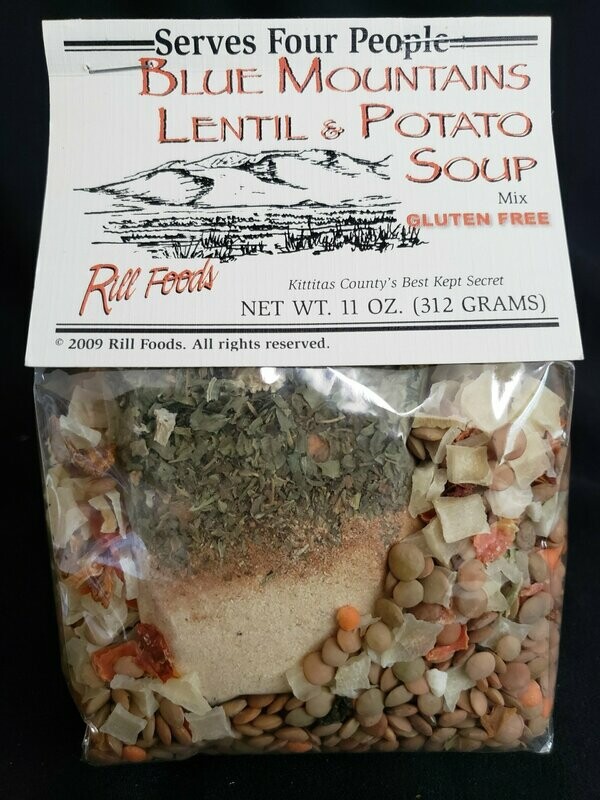 Serves Four People
BLUE MOUNTAINS
LENTIL & POTATO
SOUP
Mix
GLUTEN FREE
Rill Foods
Kittitas County's Best Kept Secret
NET WT. 11 OZ. (312 GRAMS)
© 2009 Rill Foods. All rights reserved.